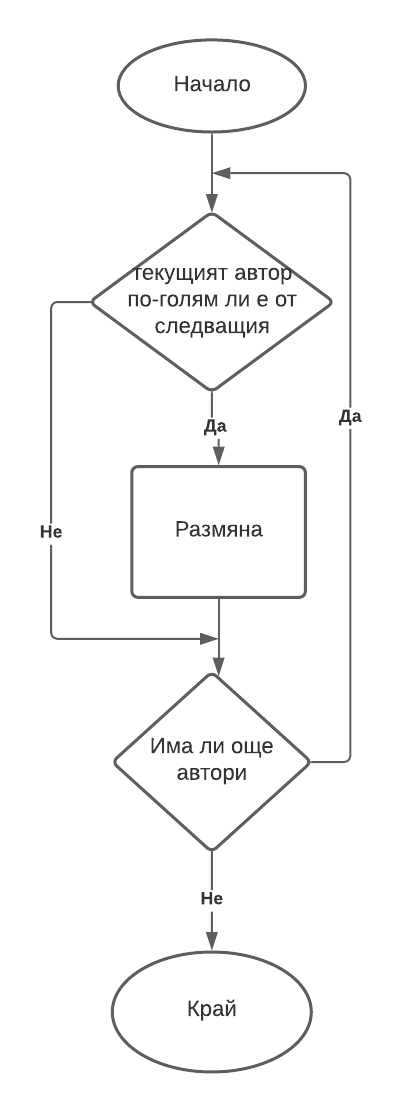 Начало
текущият автор
по-голям ли е от
следващия
Да
Да
Размяна
Не
Има ли още
автори
Не
Край